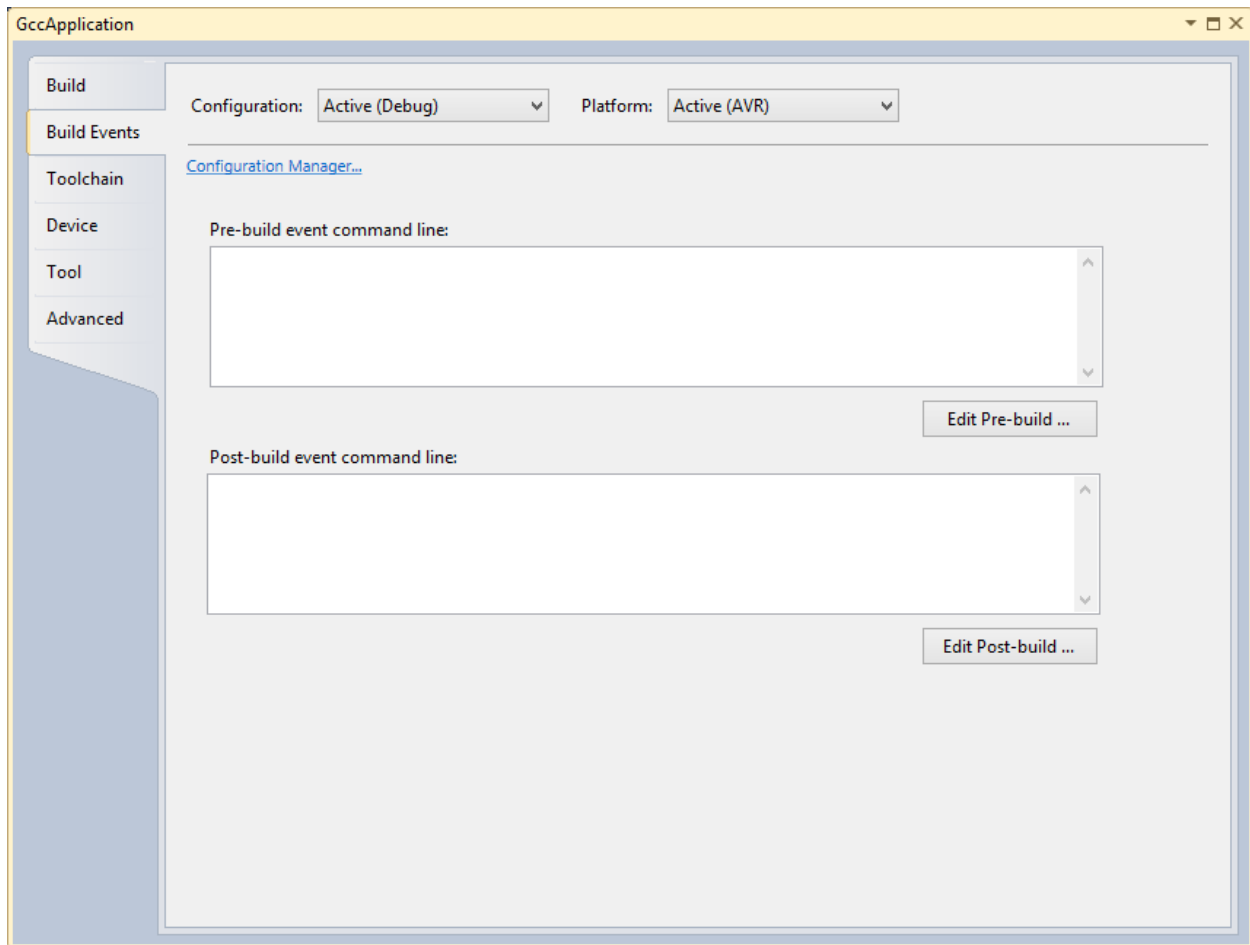 GccApplication
Build
Build Events
Toolchain
Device
Tool
Advanced
Configuration: Active (Debug) Platform: Active (AVR)
Configuration Manager...
Pre-build event command line:
Edit Pre-build ...
Post-build event command line:
Edit Post-build ...